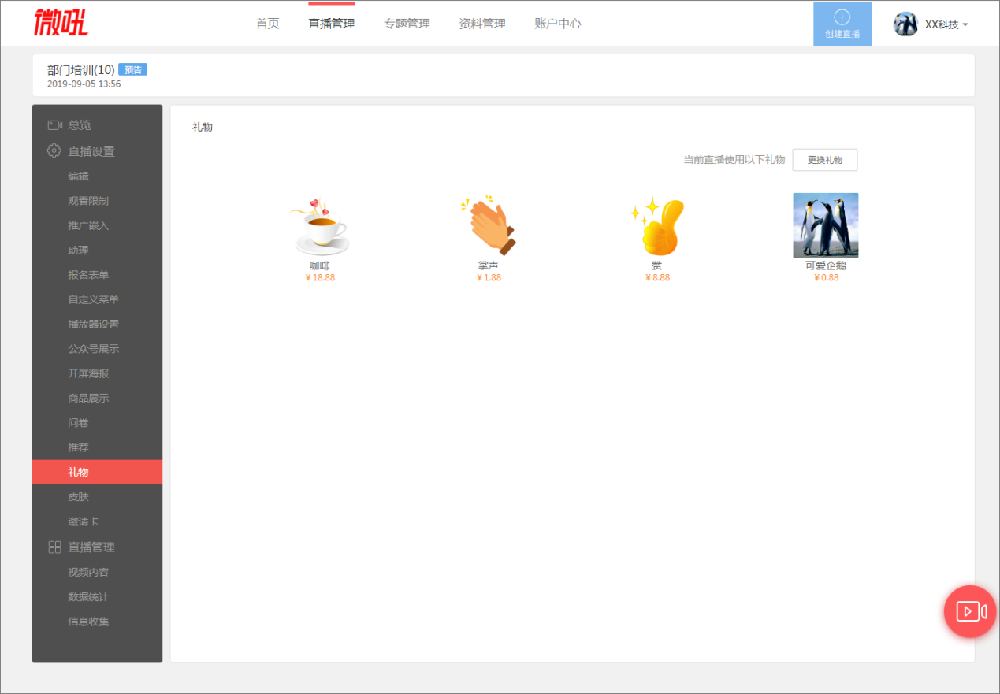 微吼
首页 直播管理 专题管理 资料管理 账户中心
创建直播
XX科技
部门培训(10) 预告
2019-09-05 13:56
总览
直播设置
编辑
观看限制
推广嵌入
助理
报名表单
自定义菜单
播放器设置
公众号展示
开屏海报
商品展示
问卷
推荐
礼物
皮肤
邀请卡
直播管理
视频内容
数据统计
信息收集
礼物
当前直播使用以下礼物 更换礼物
咖啡 掌声 赞 可爱企鹅
¥18.88 ¥1.88 ¥8.88 ¥0.88